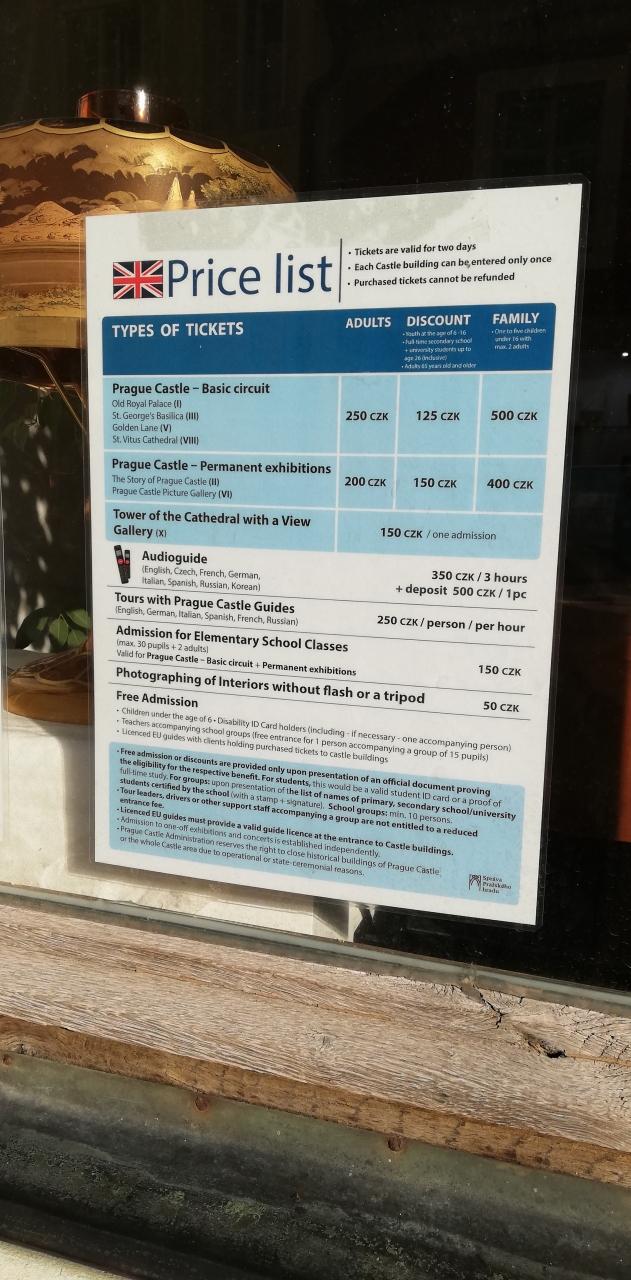 Price list
• Tickets are valid for two days
• Each Castle building can be entered only once
• Purchased tickets cannot be refunded
TYPES OF TICKETS
ADULTS
DISCOUNT
• Youth at the age of 6 -16
• Full-time secondary school
+ university students up to
age 26 (inclusive)
• Adults 65 years old and older
FAMILY
• One to five children
under 16 with
max. 2 adults
Prague Castle – Basic circuit
Old Royal Palace (I)
St. George's Basilica (III)
Golden Lane (V)
St. Vitus Cathedral (VIII)
250 CZK
125 CZK
500 CZK
Prague Castle – Permanent exhibitions
The Story of Prague Castle (II)
Prague Castle Picture Gallery (VI)
200 CZK
150 CZK
400 CZK
Tower of the Cathedral with a View
Gallery (X)
150 CZK / one admission
Audioguide
(English, Czech, French, German,
Italian, Spanish, Russian, Korean)
350 CZK / 3 hours
+ deposit 500 CZK / 1pc
Tours with Prague Castle Guides
(English, German, Italian, Spanish, French, Russian)
250 CZK / person / per hour
Admission for Elementary School Classes
(max. 30 pupils + 2 adults)
Valid for Prague Castle – Basic circuit + Permanent exhibitions
150 CZK
Photographing of Interiors without flash or a tripod
50 CZK
Free Admission
• Children under the age of 6 • Disability ID Card holders (including - if necessary - one accompanying person)
• Teachers accompanying school groups (free entrance for 1 person accompanying a group of 15 pupils)
• Licenced EU guides with clients holding purchased tickets to castle buildings
• Free admission or discounts are provided only upon presentation of an official document proving
the eligibility for the respective benefit. For students, this would be a valid student ID card or a proof of
full-time study. For groups: upon presentation of the list of names of primary, secondary school/university
students certified by the school (with a stamp + signature). School groups: min. 10 persons.
• Tour leaders, drivers or other support staff accompanying a group are not entitled to a reduced
entrance fee.
• Licenced EU guides must provide a valid guide licence at the entrance to Castle buildings.
• Admission to one-off exhibitions and concerts is established independently.
• Prague Castle Administration reserves the right to close historical buildings of Prague Castle
or the whole Castle area due to operational or state-ceremonial reasons.
Správa
Pražského
hradu